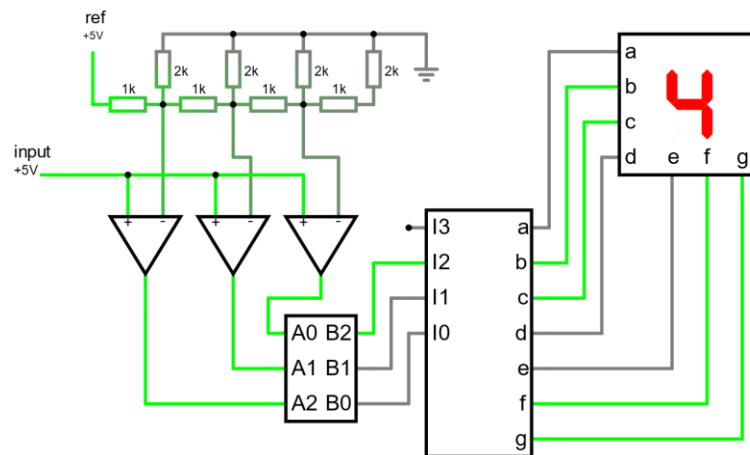 ref
+5V
2k
2k
2k
2k
1k
1k
1k
1k
input
+5V
+ -
+ -
+ -
A0 B2
A1 B1
A2 B0
I3
I2
I1
I0
a
b
c
d
e
f
g
a
b
c
d
e
f
g
4